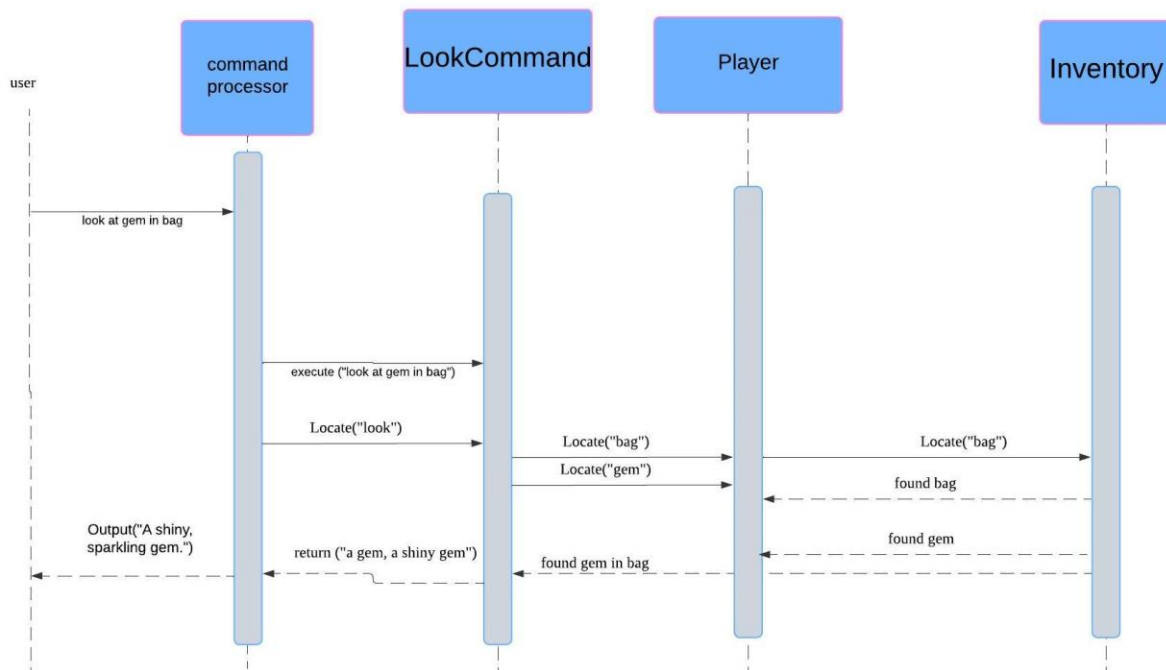 user
command
processor
LookCommand
Player
Inventory
look at gem in bag
execute ("look at gem in bag")
Locate("look")
Locate("bag")
Locate("bag")
Locate("gem")
found bag
Output("A shiny,
sparkling gem.")
return ("a gem, a shiny gem")
found gem in bag
found gem